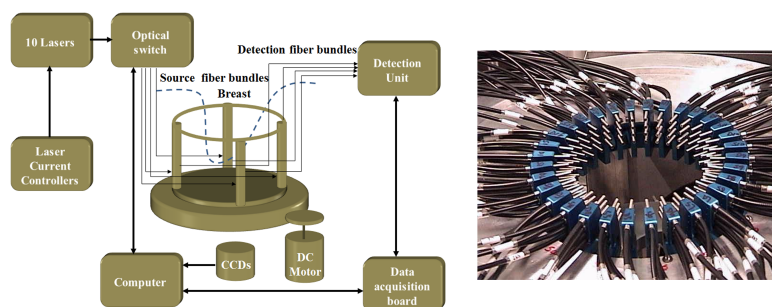 10 Lasers
Optical
switch
Detection fiber bundles
Detection
Unit
Source fiber bundles
Breast
Laser
Current
Controllers
CCDs
DC
Motor
Computer
Data
acquisition
board